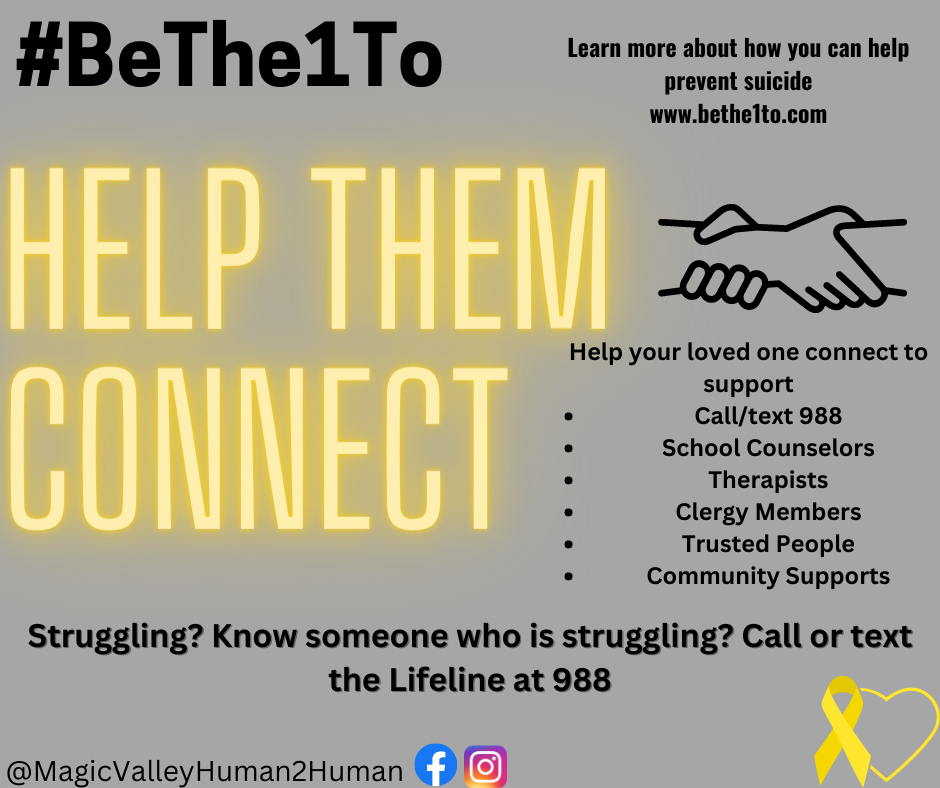 #BeThe1To
Learn more about how you can help
prevent suicide
www.bethe1to.com
HELP THEM
CONNECT
Help your loved one connect to
support
• Call/text 988
• School Counselors
• Therapists
• Clergy Members
• Trusted People
• Community Supports
Struggling? Know someone who is struggling? Call or text
the Lifeline at 988
@MagicValleyHuman2Human